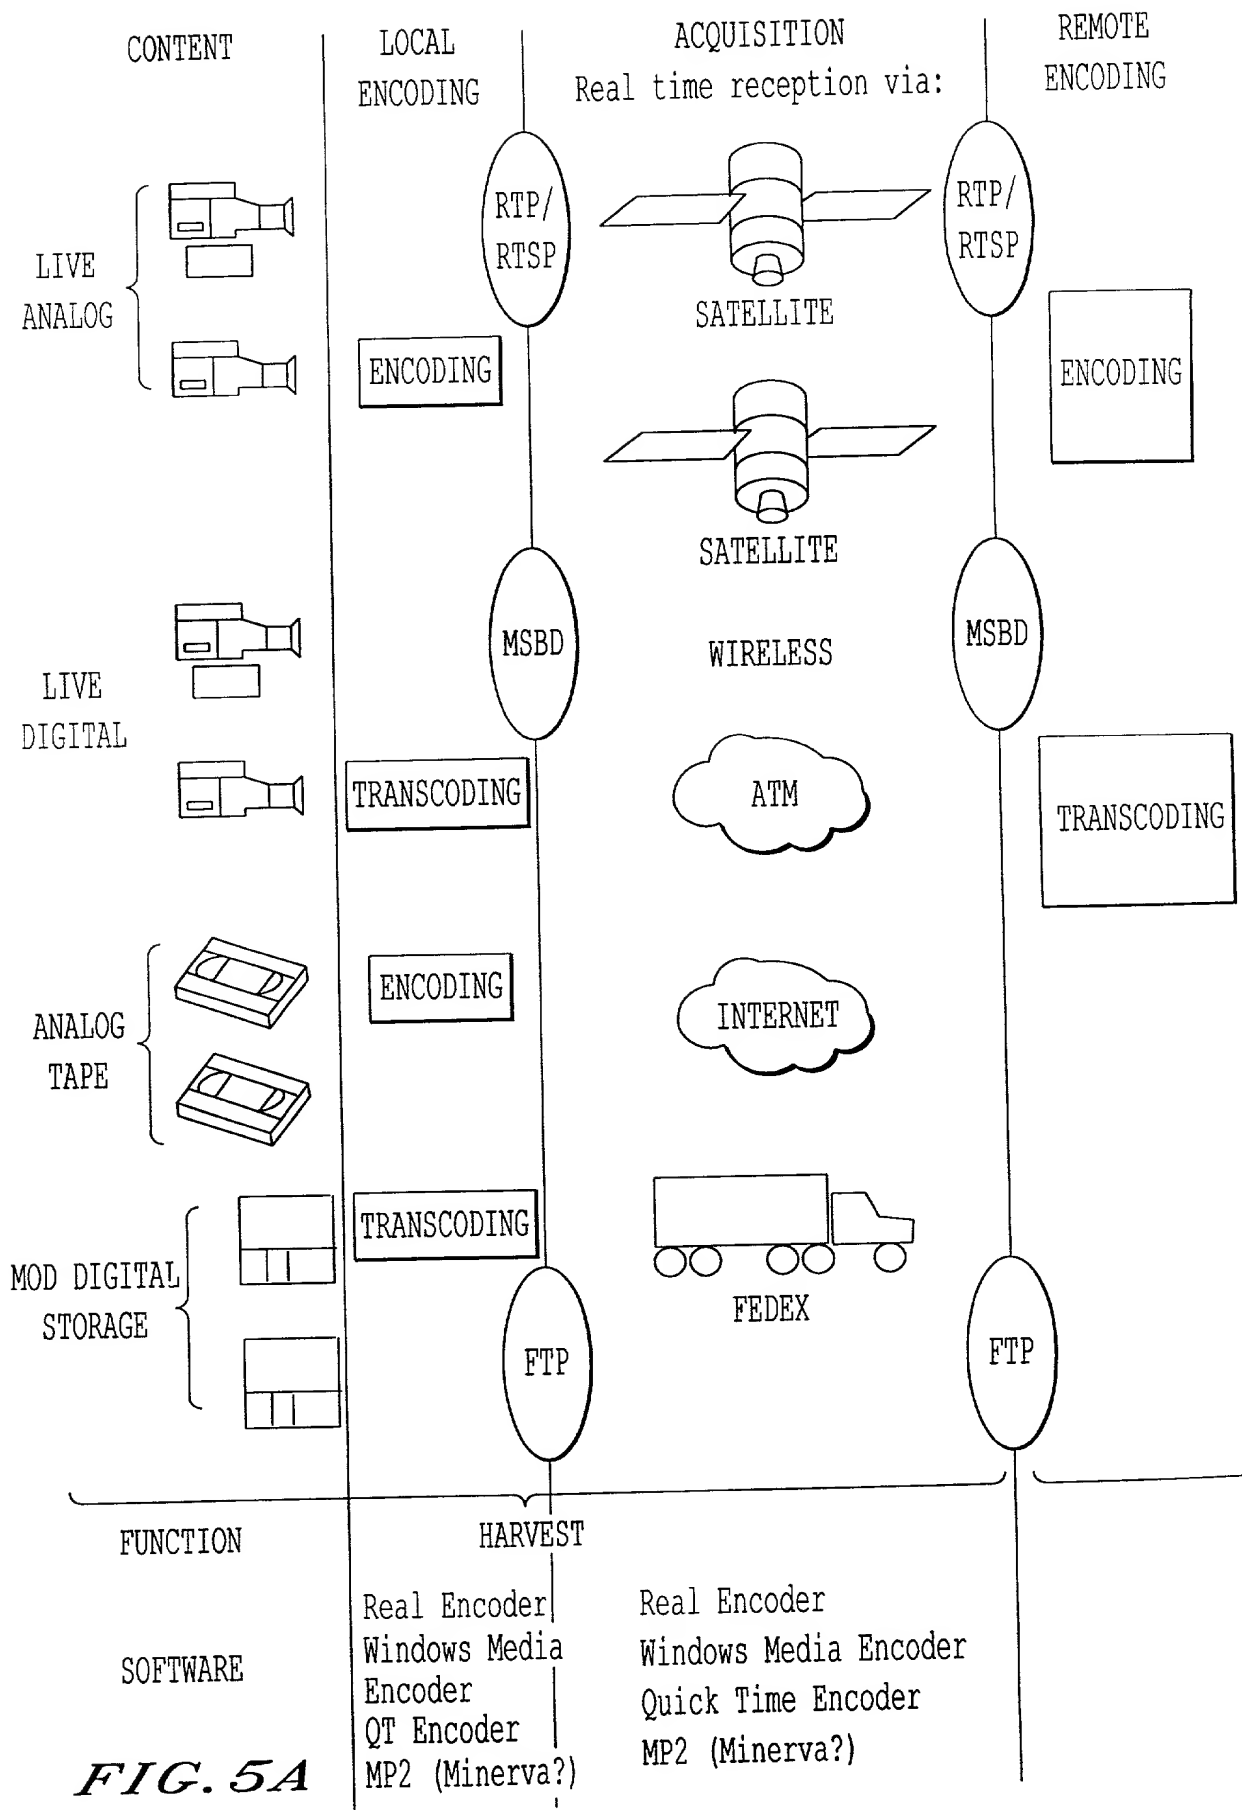 CONTENT
LOCAL
ENCODING
ACQUISITION
Real time reception via:
REMOTE
ENCODING
LIVE
ANALOG
RTP/
RTSP
SATELLITE
RTP/
RTSP
ENCODING
ENCODING
SATELLITE
LIVE
DIGITAL
MSBD
WIRELESS
MSBD
TRANSCODING
ATM
TRANSCODING
ANALOG
TAPE
ENCODING
INTERNET
MOD DIGITAL
STORAGE
TRANSCODING
FEDEX
FTP
FTP
FUNCTION
HARVEST
SOFTWARE
Real Encoder
Windows Media
Encoder
QT Encoder
MP2 (Minerva?)
Real Encoder
Windows Media Encoder
Quick Time Encoder
MP2 (Minerva?)
FIG. 5A